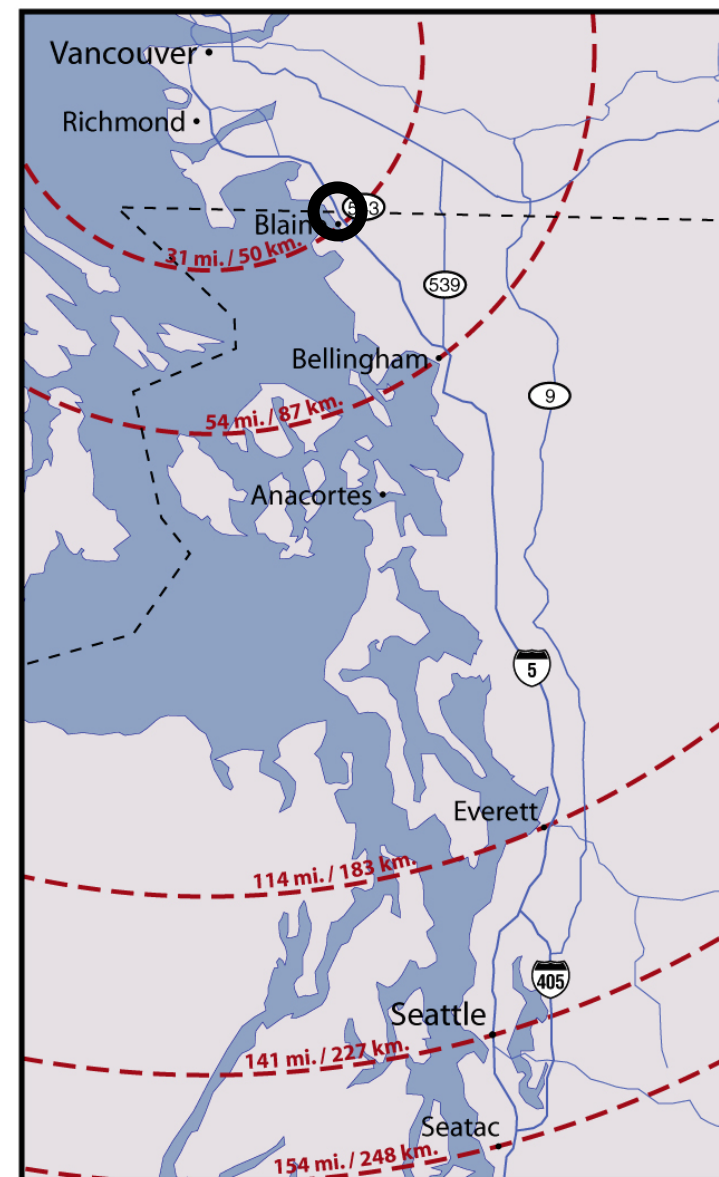 Vancouver
Richmond
31 mi. / 50 km.
539
Bellingham
9
54 mi. / 87 km.
Anacortes
5
Everett
114 mi. / 183 km.
405
Seattle
141 mi. / 227 km.
Seatac
154 mi. / 248 km.